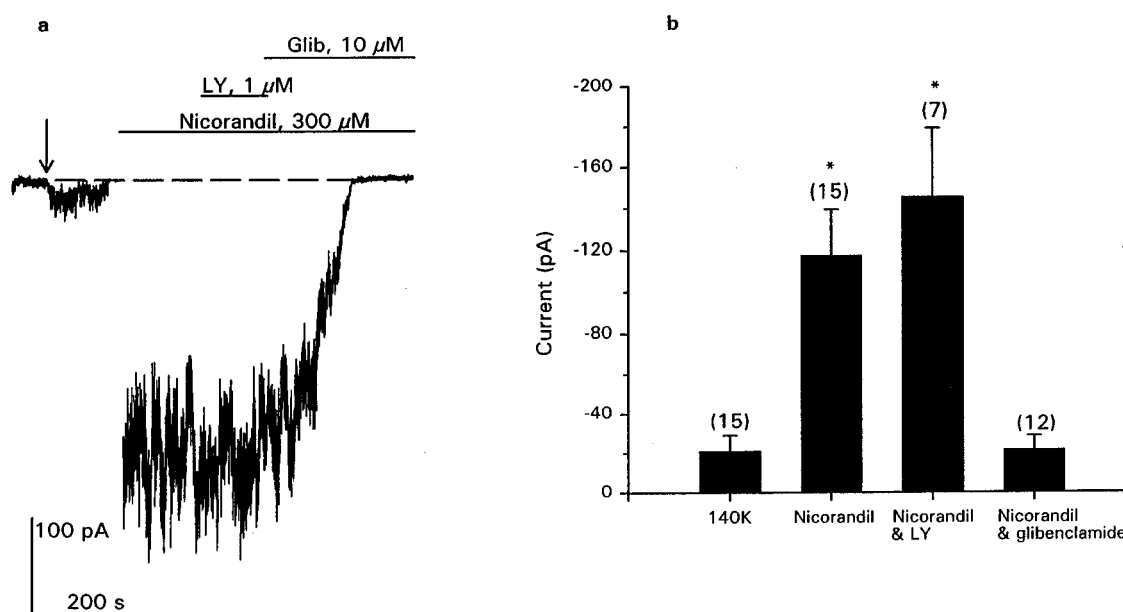 a
Glib, 10 μM
LY, 1 μM
Nicorandil, 300 μM
100 pA
200 s
b
Current (pA)
-200
-160
-120
-80
-40
0
(15)
*
(15)
*
(7)
(12)
140K
Nicorandil
Nicorandil
& LY
Nicorandil
& glibenclamide